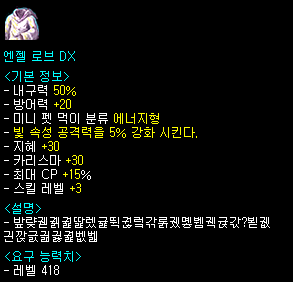 엔젤 로브 DX
<기본 정보>
- 내구력 50%
- 방어력 +20
- 미니 펫 먹이 분류 에너지형
- 빛 속성 공격력을 5% 강화 시킨다.
- 지혜 +30
- 카리스마 +30
- 최대 CP +15%
- 스킬 레벨 +3
<설명>
<요구 능력치>
- 레벨 418